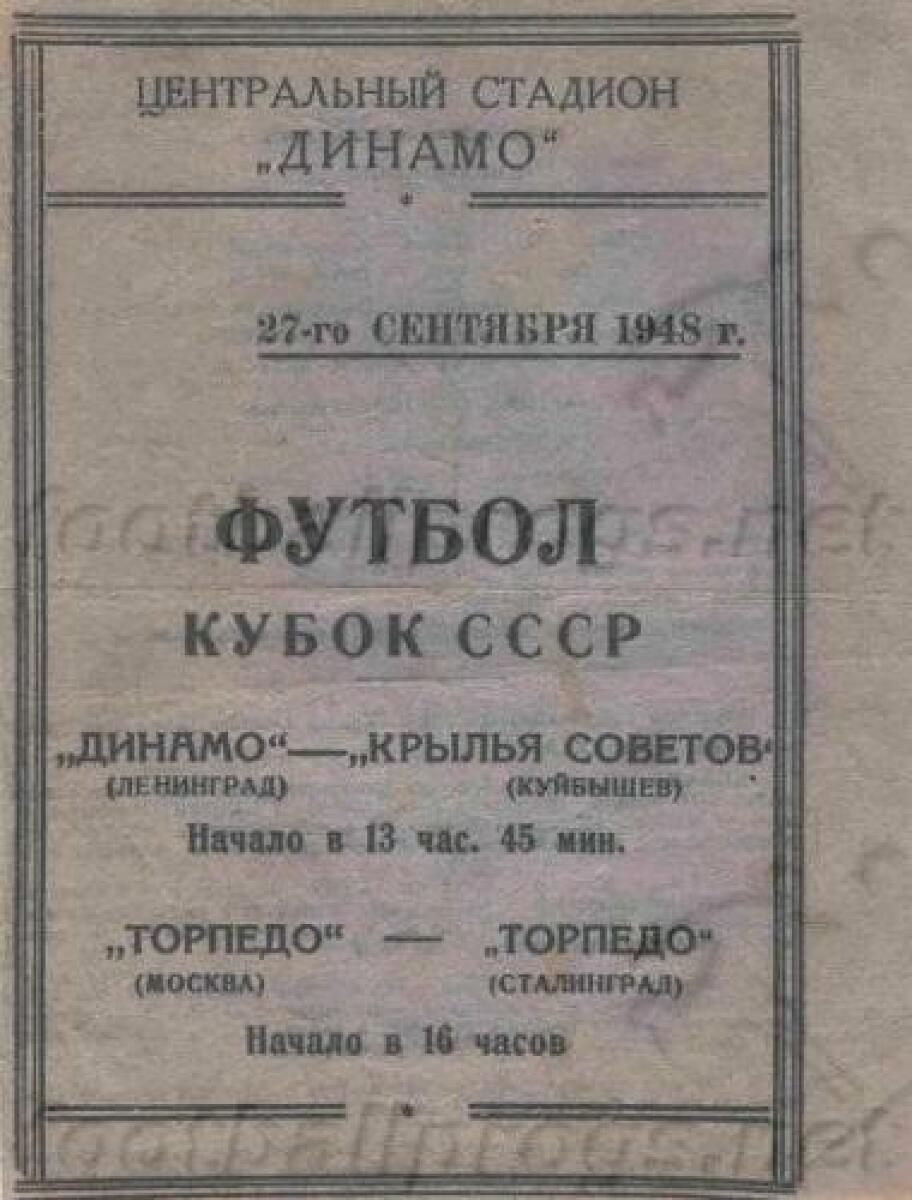 ЦЕНТРАЛЬНЫЙ СТАДИОН
„ДИНАМО“
27-го СЕНТЯБРЯ 1948 г.
ФУТБОЛ
КУБОК СССР
„ДИНАМО“ — „КРЫЛЬЯ СОВЕТОВ“
(ЛЕНИНГРАД) (КУЙБЫШЕВ)
Начало в 13 час. 45 мин.
„ТОРПЕДО“ — „ТОРПЕДО“
(МОСКВА) (СТАЛИНГРАД)
Начало в 16 часов